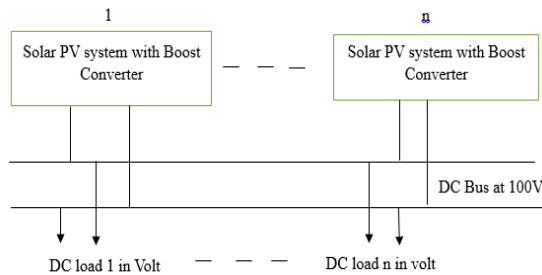 1
n
Solar PV system with Boost
Converter
Solar PV system with Boost
Converter
DC Bus at 100V
DC load 1 in Volt
DC load n in volt